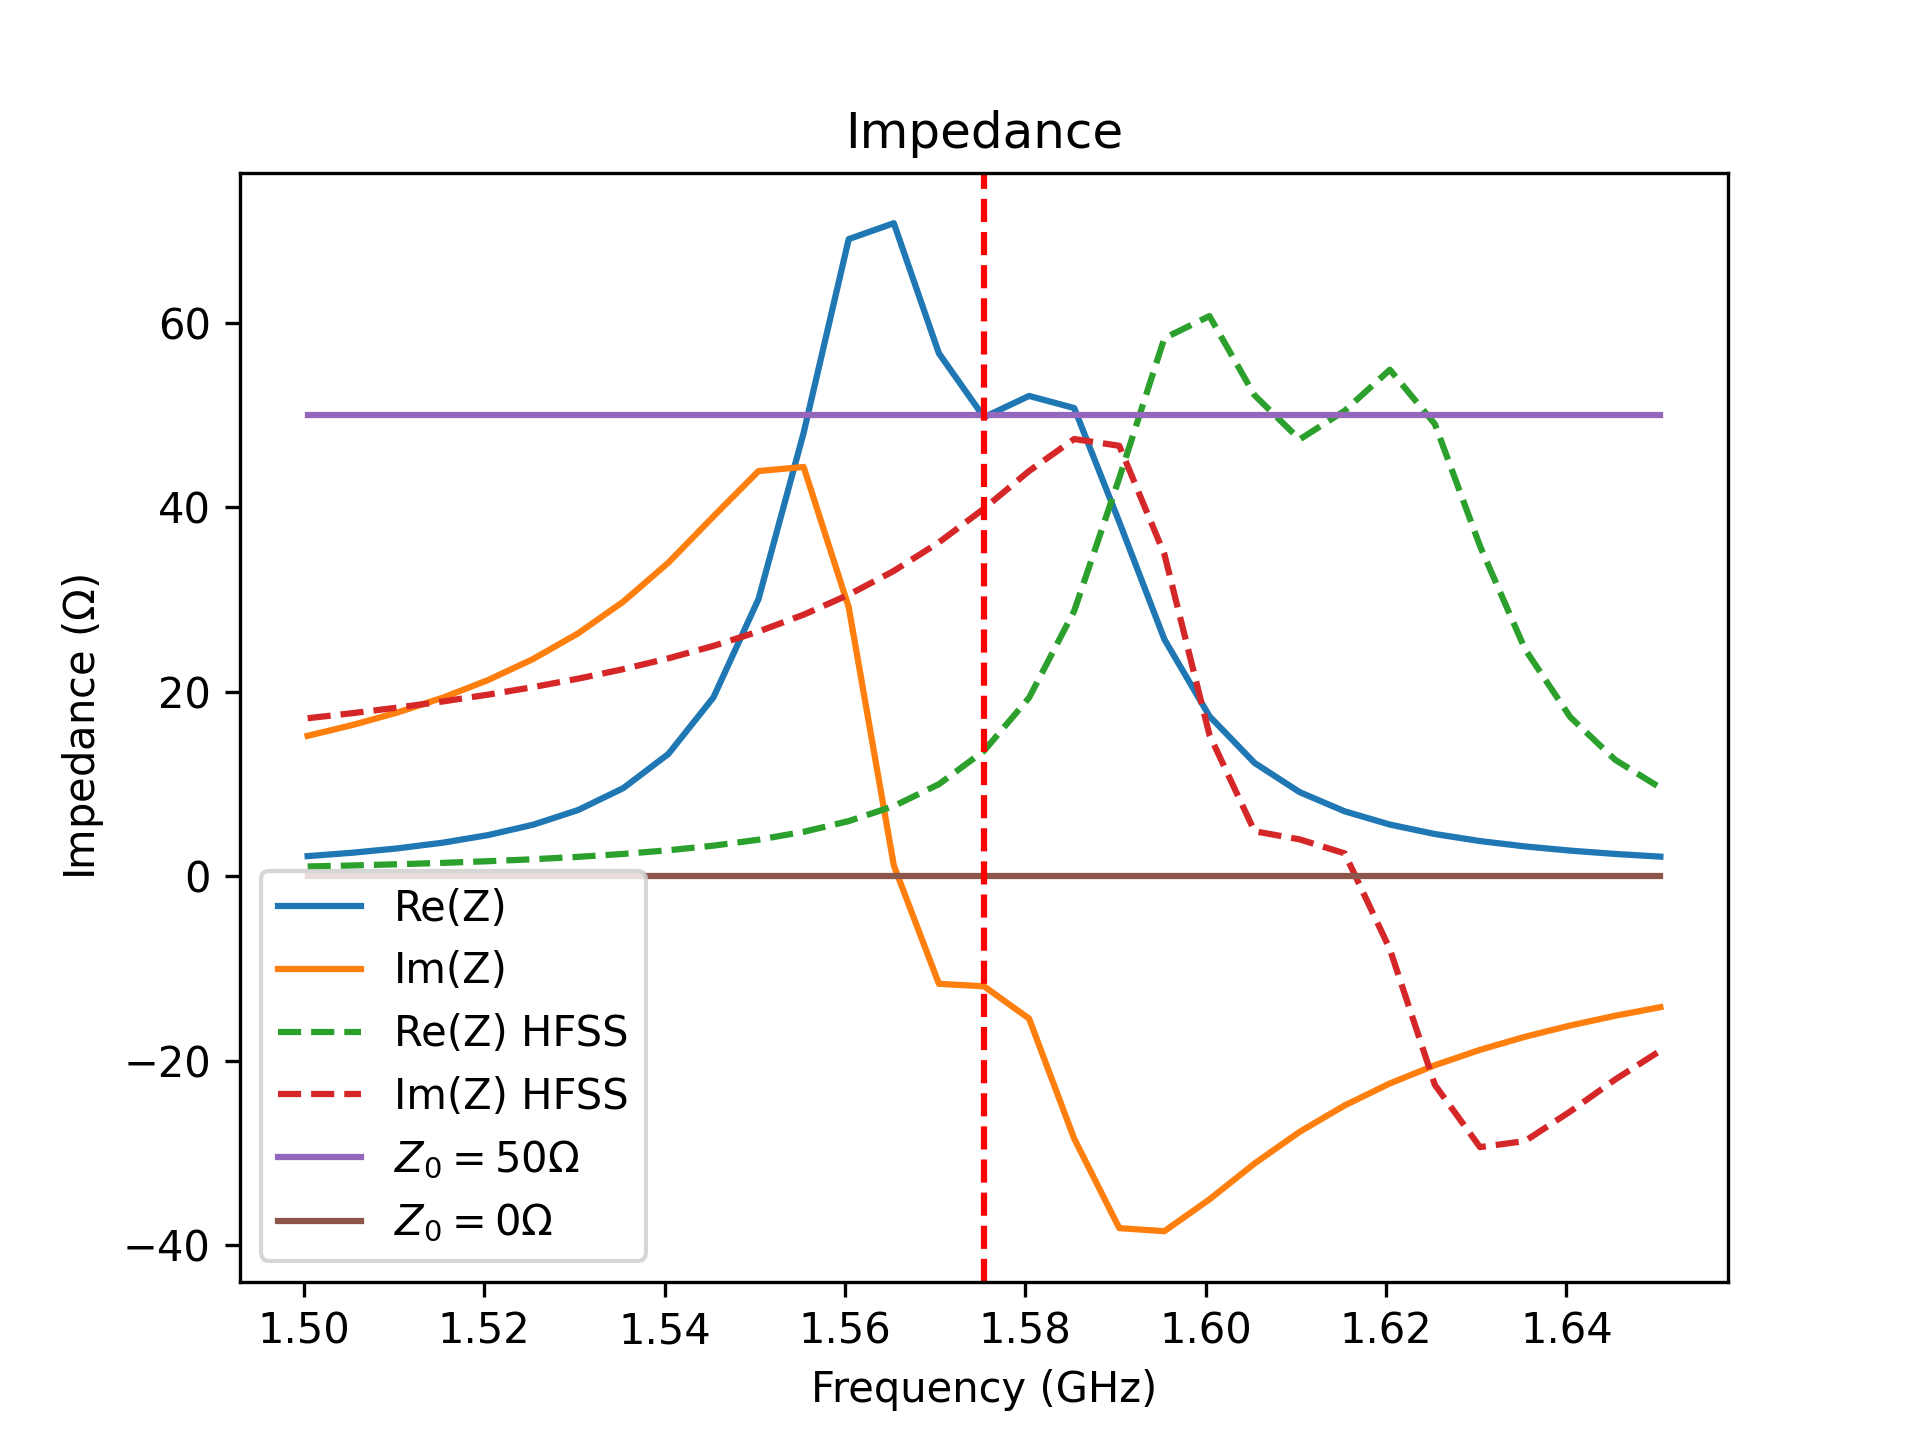 Impedance
Impedance (Ω)
60
40
20
0
−20
−40
Re(Z)
Im(Z)
Re(Z) HFSS
Im(Z) HFSS
Z₀ = 50Ω
Z₀ = 0Ω
1.50 1.52 1.54 1.56 1.58 1.60 1.62 1.64
Frequency (GHz)